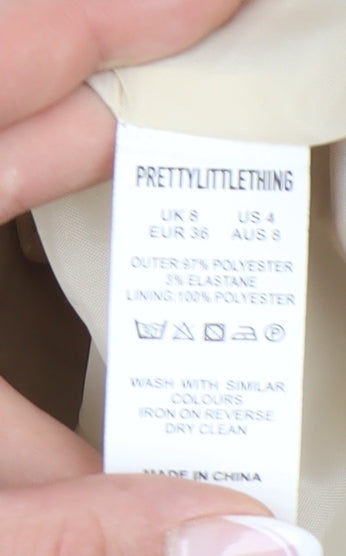 PRETTYLITTLETHING
UK 8 US 4
EUR 36 AUS 8
OUTER:97% POLYESTER
3% ELASTANE
LINING:100% POLYESTER
WASH WITH SIMILAR
COLOURS
IRON ON REVERSE
DRY CLEAN
MADE IN CHINA